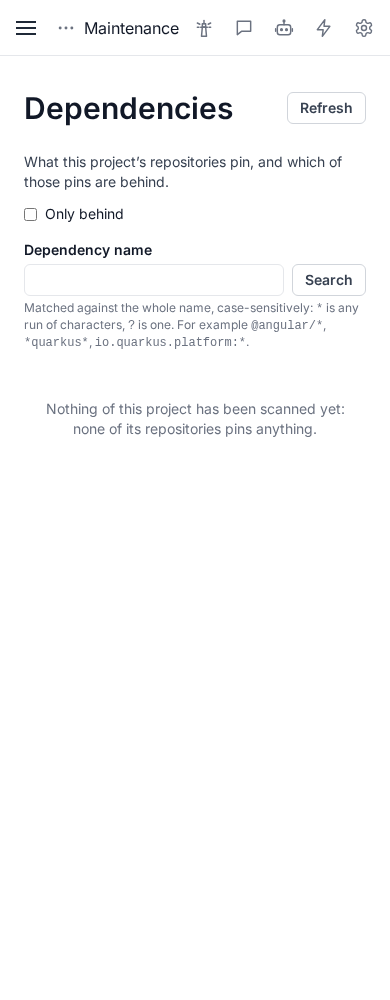 Maintenance
Dependencies
Refresh
What this project’s repositories pin, and which of
those pins are behind.
Only behind
Dependency name
Search
Matched against the whole name, case-sensitively: * is any
run of characters, ? is one. For example @angular/*,
*quarkus*, io.quarkus.platform:*.
Nothing of this project has been scanned yet:
none of its repositories pins anything.